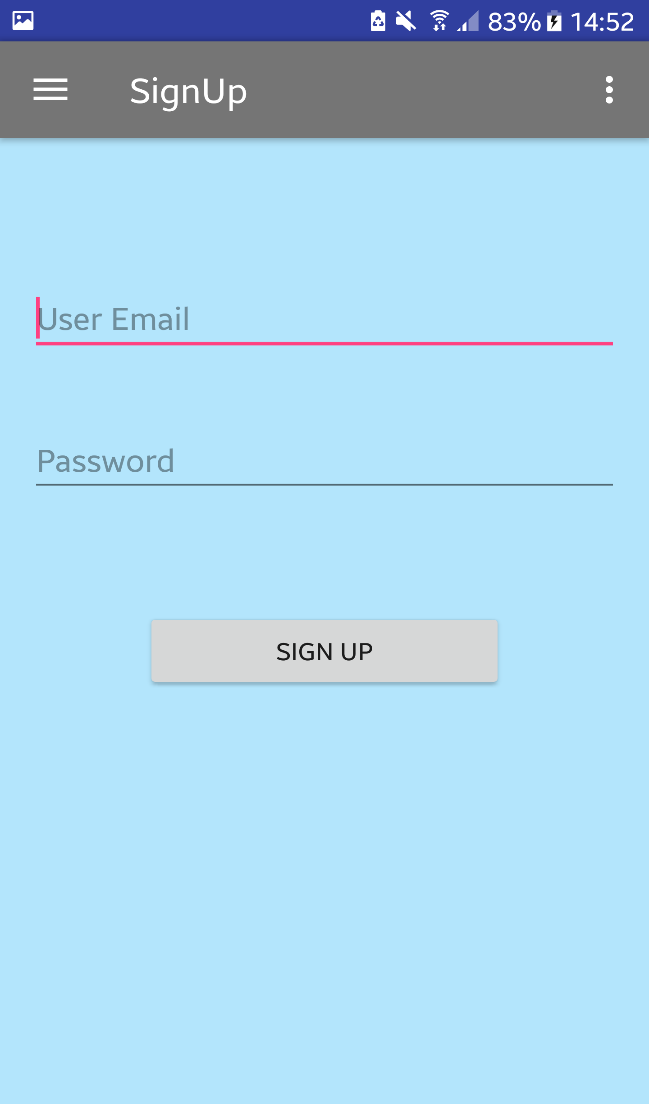 83% 14:52
SignUp
User Email
Password
SIGN UP